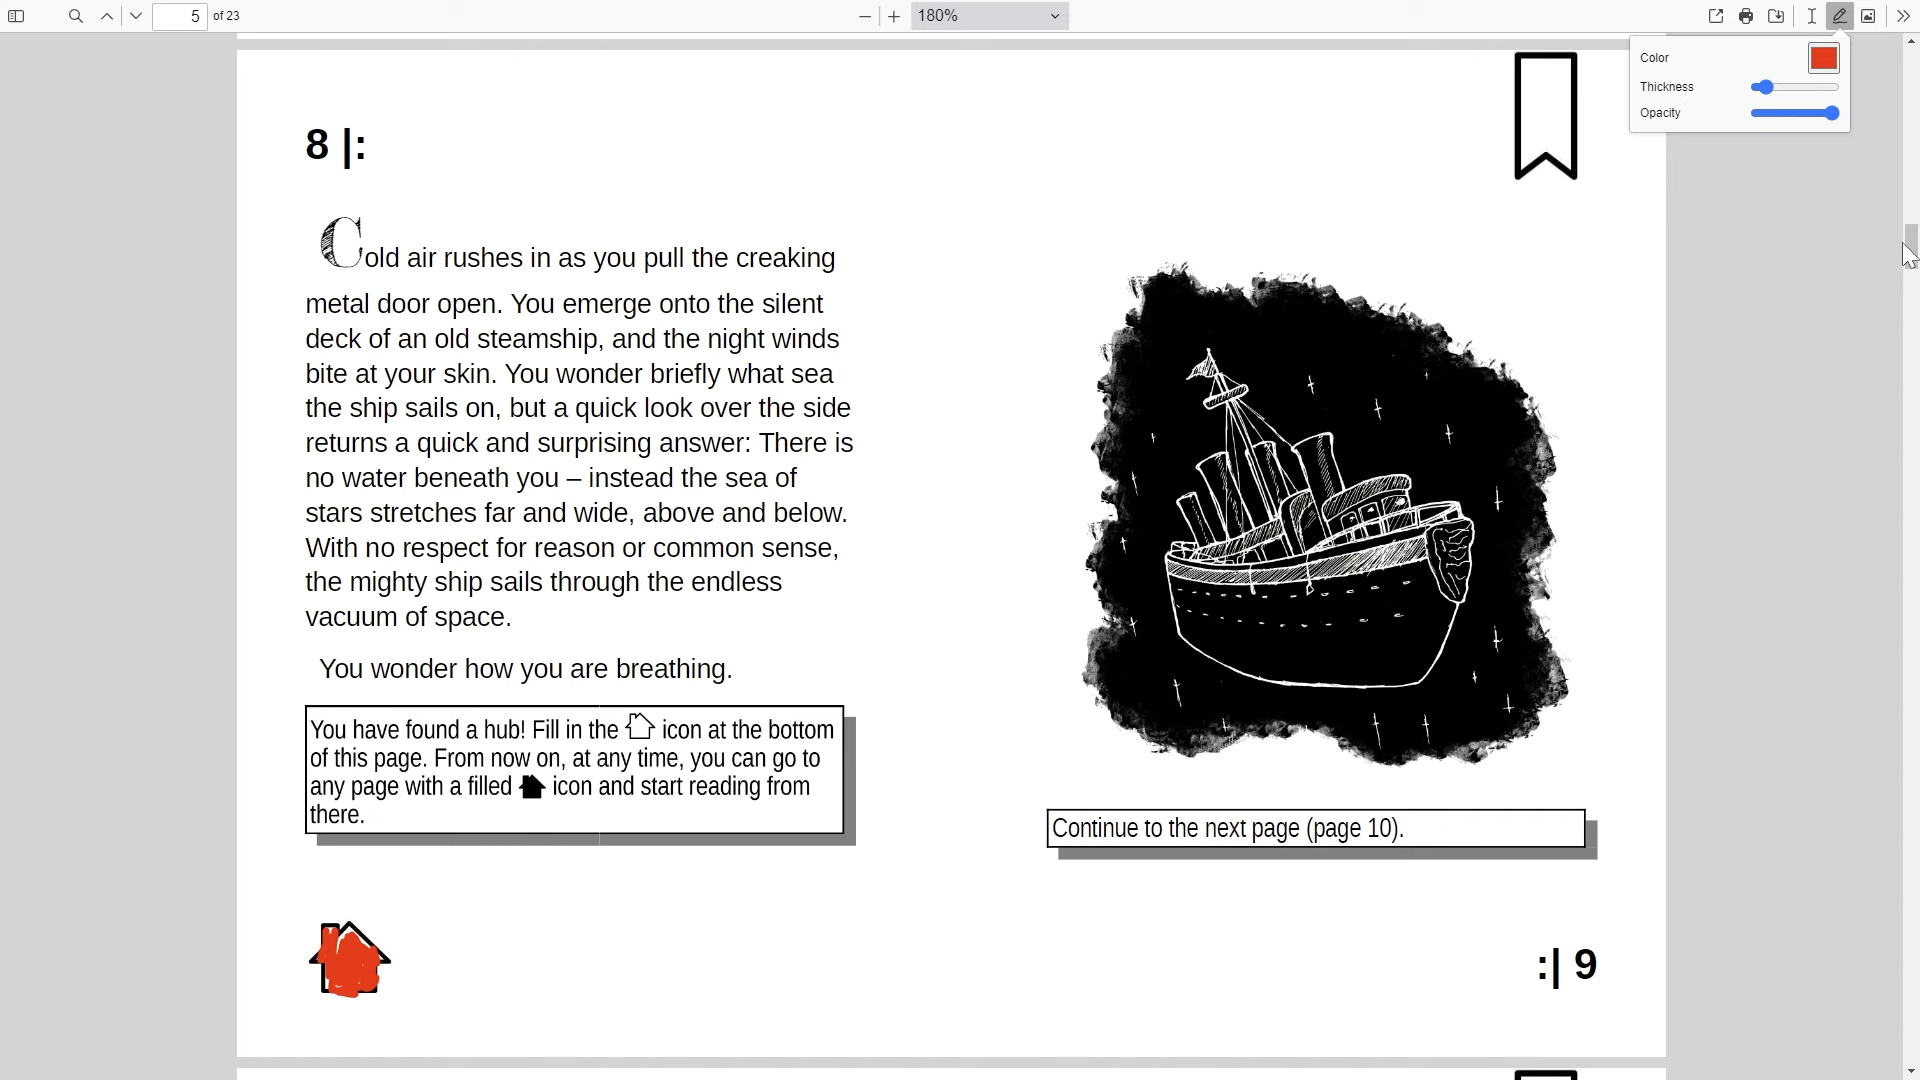 5 of 23
180%
Color
Thickness
Opacity
8 |:
Cold air rushes in as you pull the creaking
metal door open. You emerge onto the silent
deck of an old steamship, and the night winds
bite at your skin. You wonder briefly what sea
the ship sails on, but a quick look over the side
returns a quick and surprising answer: There is
no water beneath you – instead the sea of
stars stretches far and wide, above and below.
With no respect for reason or common sense,
the mighty ship sails through the endless
vacuum of space.
You wonder how you are breathing.
You have found a hub! Fill in the icon at the bottom
of this page. From now on, at any time, you can go to
any page with a filled icon and start reading from
there.
Continue to the next page (page 10).
:| 9